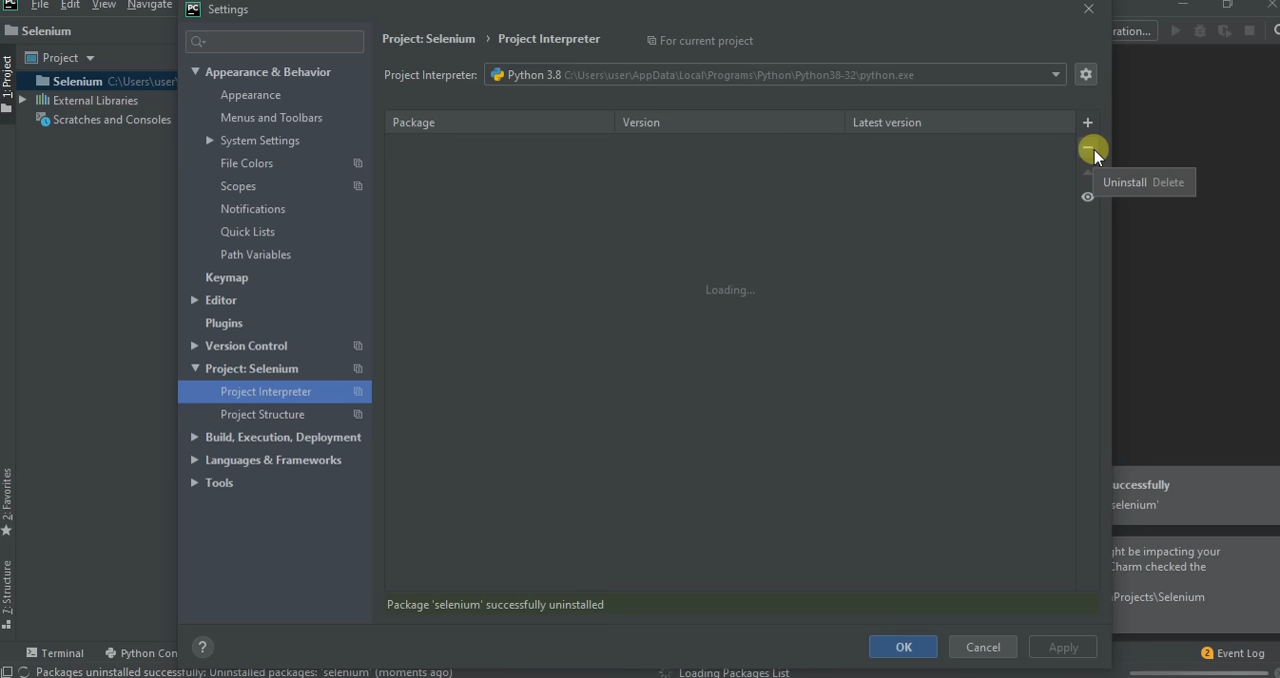 PC File Edit View Navigate
Selenium
ration...
Project
Selenium C:\Users\user
External Libraries
Scratches and Consoles
1: Project
2: Favorites
7: Structure
PC Settings
Appearance & Behavior
Appearance
Menus and Toolbars
System Settings
File Colors
Scopes
Notifications
Quick Lists
Path Variables
Keymap
Editor
Plugins
Version Control
Project: Selenium
Project Interpreter
Project Structure
Build, Execution, Deployment
Languages & Frameworks
Tools
Project: Selenium › Project Interpreter For current project
Project Interpreter: Python 3.8 C:\Users\user\AppData\Local\Programs\Python\Python38-32\python.exe
Package Version Latest version
Uninstall Delete
Loading...
Package 'selenium' successfully uninstalled
? OK Cancel Apply
uccessfully
selenium'
ght be impacting your
Charm checked the
Projects\Selenium
Terminal Python Con 2 Event Log
Packages uninstalled successfully: Uninstalled packages: 'selenium' (moments ago) Loading Packages List